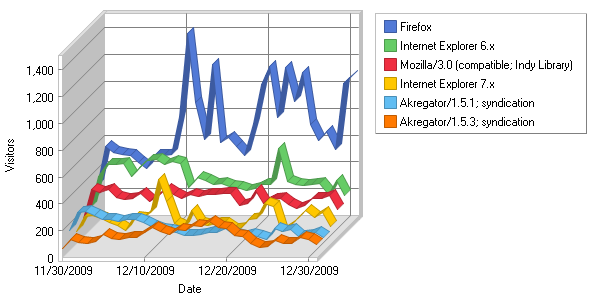 Firefox
Internet Explorer 6.x
Mozilla/3.0 (compatible; Indy Library)
Internet Explorer 7.x
Akregator/1.5.1; syndication
Akregator/1.5.3; syndication
1,400
1,200
1,000
800
600
400
200
0
Visitors
11/30/2009 12/10/2009 12/20/2009 12/30/2009
Date